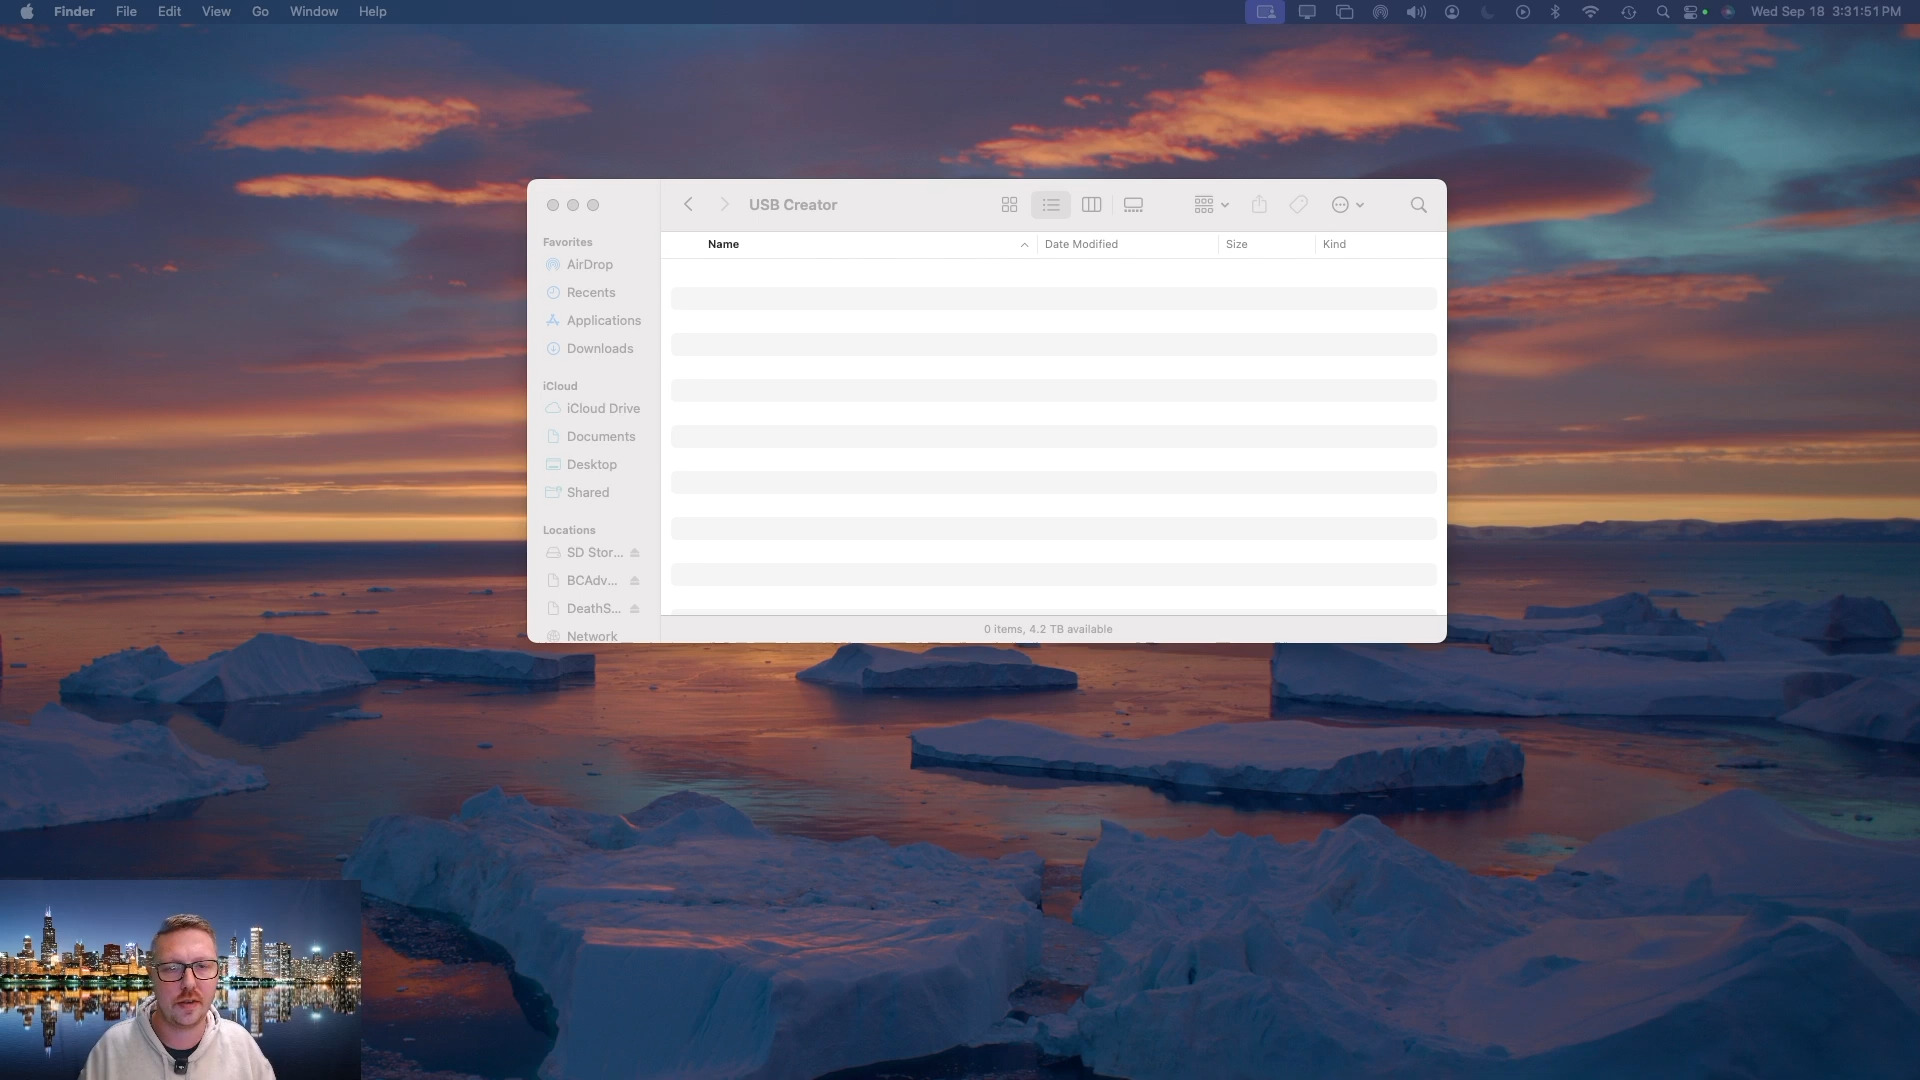 Finder File Edit View Go Window Help Wed Sep 18 3:31:51 PM
USB Creator
Favorites
AirDrop
Recents
Applications
Downloads
iCloud
iCloud Drive
Documents
Desktop
Shared
Locations
SD Stor...
BCAdv...
DeathS...
Network
Name Date Modified Size Kind
0 items, 4.2 TB available